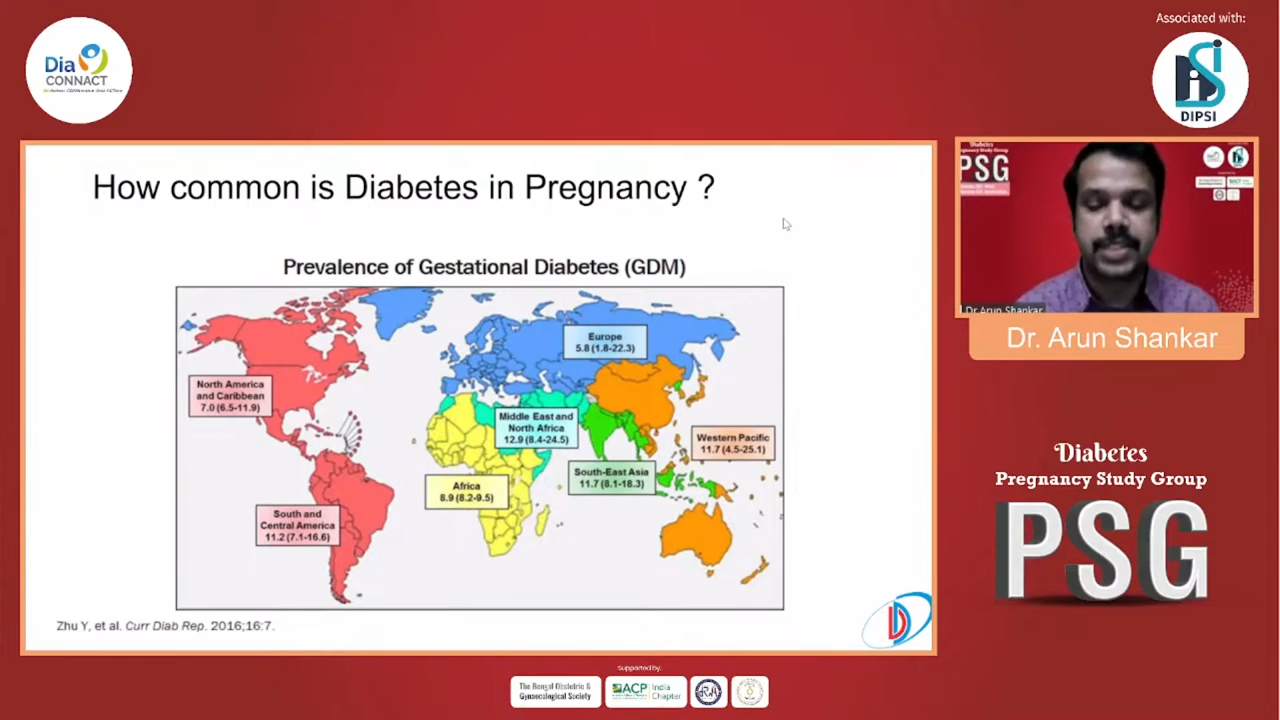 Associated with:
Dia
CONNACT
DIPSI
How common is Diabetes in Pregnancy ?
Prevalence of Gestational Diabetes (GDM)
Europe
5.8 (1.8-22.3)
North America
and Caribbean
7.0 (6.5-11.9)
Middle East and
North Africa
12.9 (8.4-24.5)
Western Pacific
11.7 (4.5-25.1)
South-East Asia
11.7 (8.1-18.3)
Africa
8.9 (8.2-9.5)
South and
Central America
11.2 (7.1-16.6)
Zhu Y, et al. Curr Diab Rep. 2016;16:7.
Diabetes
Pregnancy Study Group
PSG
Dr Arun Shankar
Dr. Arun Shankar
Diabetes
Pregnancy Study Group
PSG
Supported by:
The Bengal Obstetric &
Gynaecological Society
ACP
India
Chapter